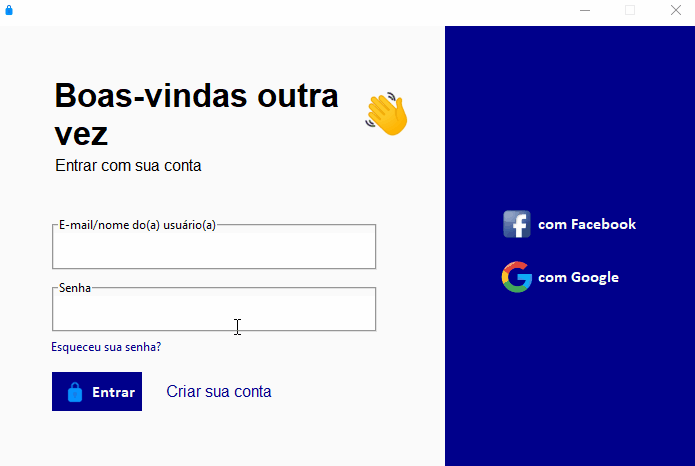 Boas-vindas outra
vez
Entrar com sua conta
E-mail/nome do(a) usuário(a)
Senha
Esqueceu sua senha?
Entrar
Criar sua conta
com Facebook
com Google